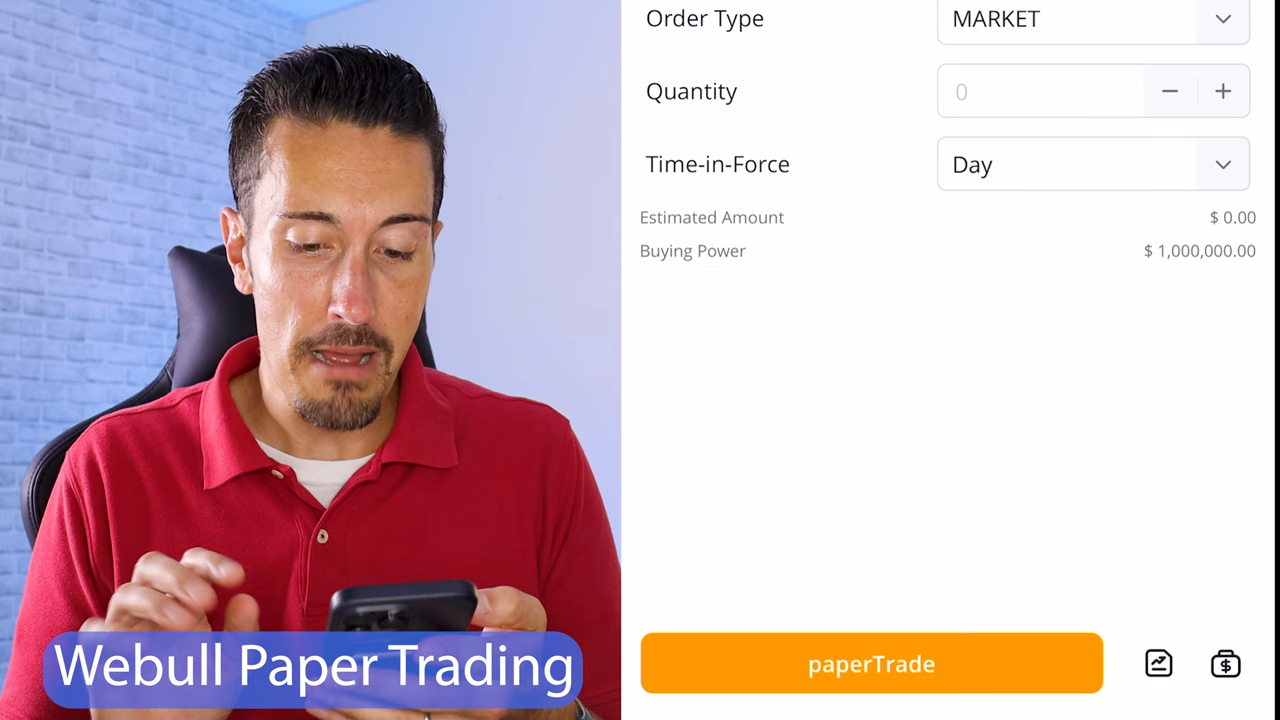 Order Type MARKET
Quantity 0
Time-in-Force Day
Estimated Amount $ 0.00
Buying Power $ 1,000,000.00
paperTrade
Webull Paper Trading